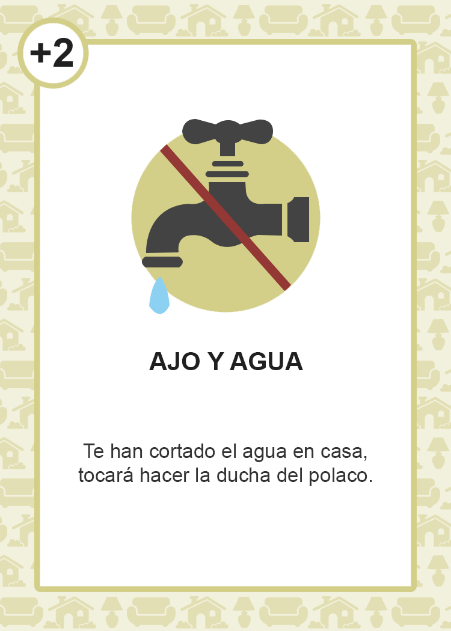 +2
AJO Y AGUA
Te han cortado el agua en casa,
tocará hacer la ducha del polaco.